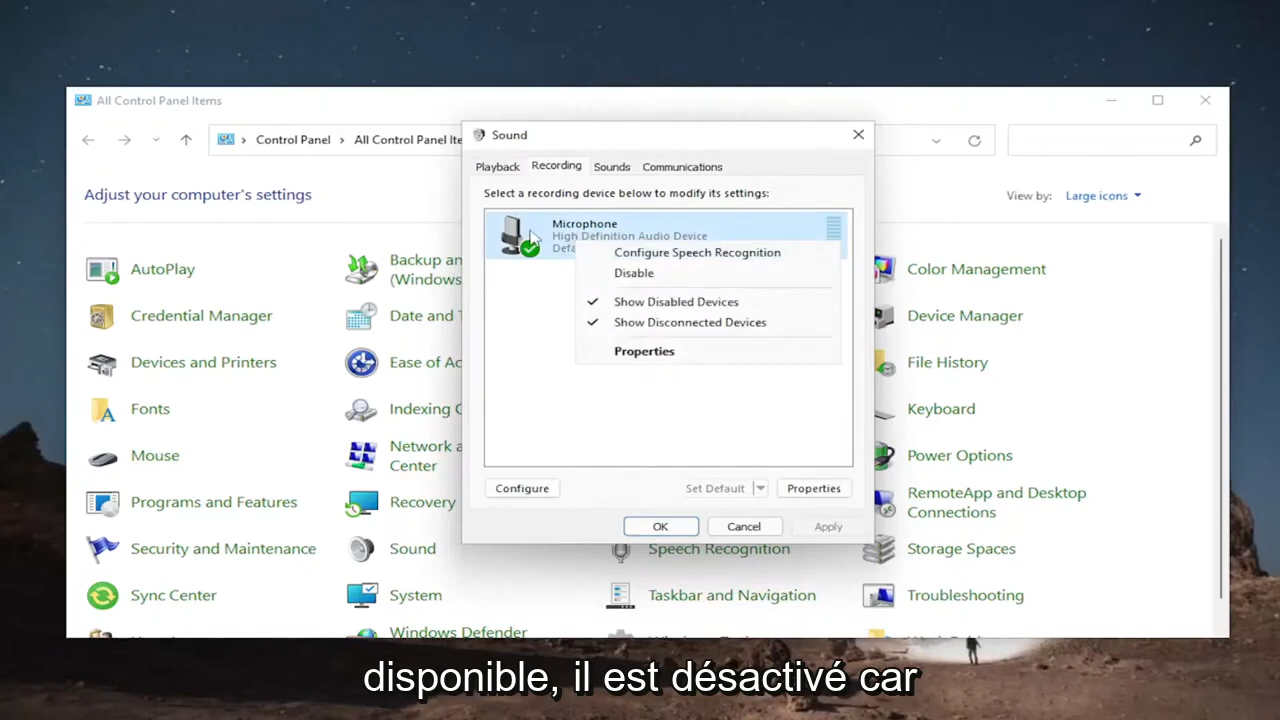 All Control Panel Items
Control Panel
All Control Panel Ite
Adjust your computer's settings
View by: Large icons
Sound
Playback Recording Sounds Communications
Select a recording device below to modify its settings:
Microphone
High Definition Audio Device
Defa
Configure Speech Recognition
Disable
Show Disabled Devices
Show Disconnected Devices
Properties
Configure Set Default Properties
OK Cancel Apply
AutoPlay
Backup an
(Windows
Color Management
Credential Manager
Date and T
Device Manager
Devices and Printers
Ease of Ac
File History
Fonts
Indexing O
Keyboard
Mouse
Network a
Center
Power Options
Programs and Features
Recovery
RemoteApp and Desktop
Connections
Security and Maintenance
Sound
Speech Recognition
Storage Spaces
Sync Center
System
Taskbar and Navigation
Troubleshooting
Windows Defender
disponible, il est désactivé car